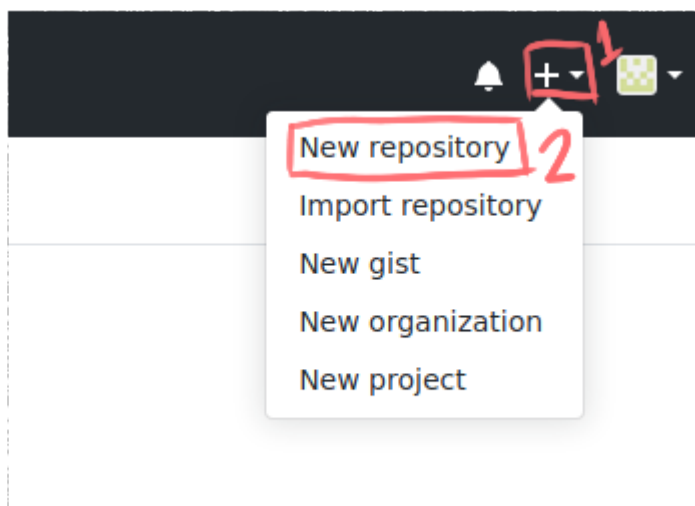 + 1
New repository 2
Import repository
New gist
New organization
New project